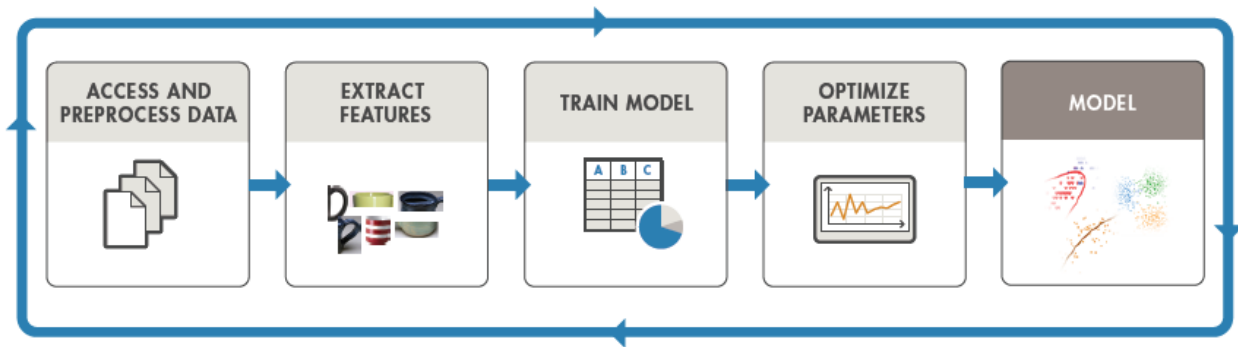 ACCESS AND
PREPROCESS DATA
EXTRACT
FEATURES
TRAIN MODEL
A B C
OPTIMIZE
PARAMETERS
MODEL